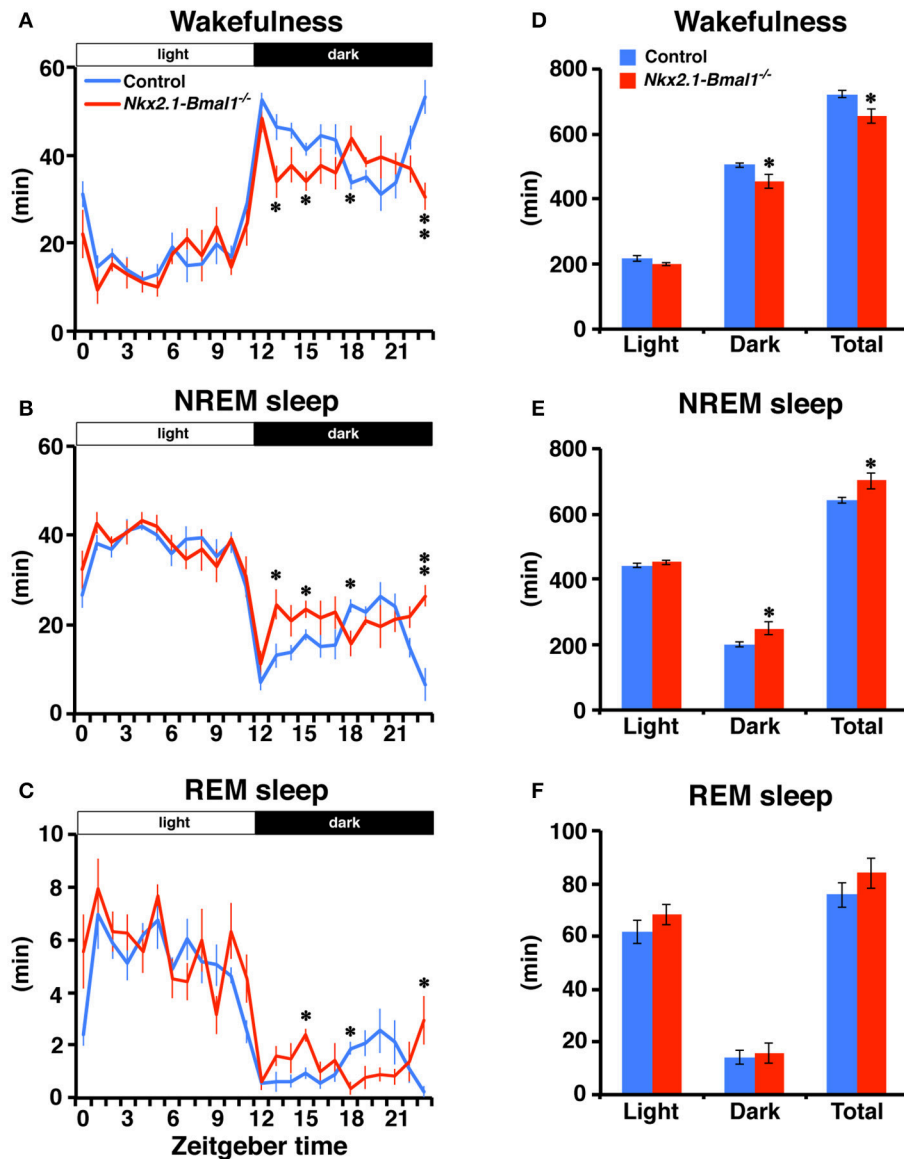 A
Wakefulness
light dark
60
40
20
0
(min)
Control
Nkx2.1-Bmal1-/-
* * * * *
0 3 6 9 12 15 18 21
B
NREM sleep
light dark
60
40
20
0
(min)
* * * * *
0 3 6 9 12 15 18 21
C
REM sleep
light dark
10
8
6
4
2
0
(min)
* * *
0 3 6 9 12 15 18 21
Zeitgeber time
D
Wakefulness
Control
Nkx2.1-Bmal1-/-
800
600
400
200
0
(min)
* *
Light Dark Total
E
NREM sleep
800
600
400
200
0
(min)
* *
Light Dark Total
F
REM sleep
100
80
60
40
20
0
(min)
Light Dark Total